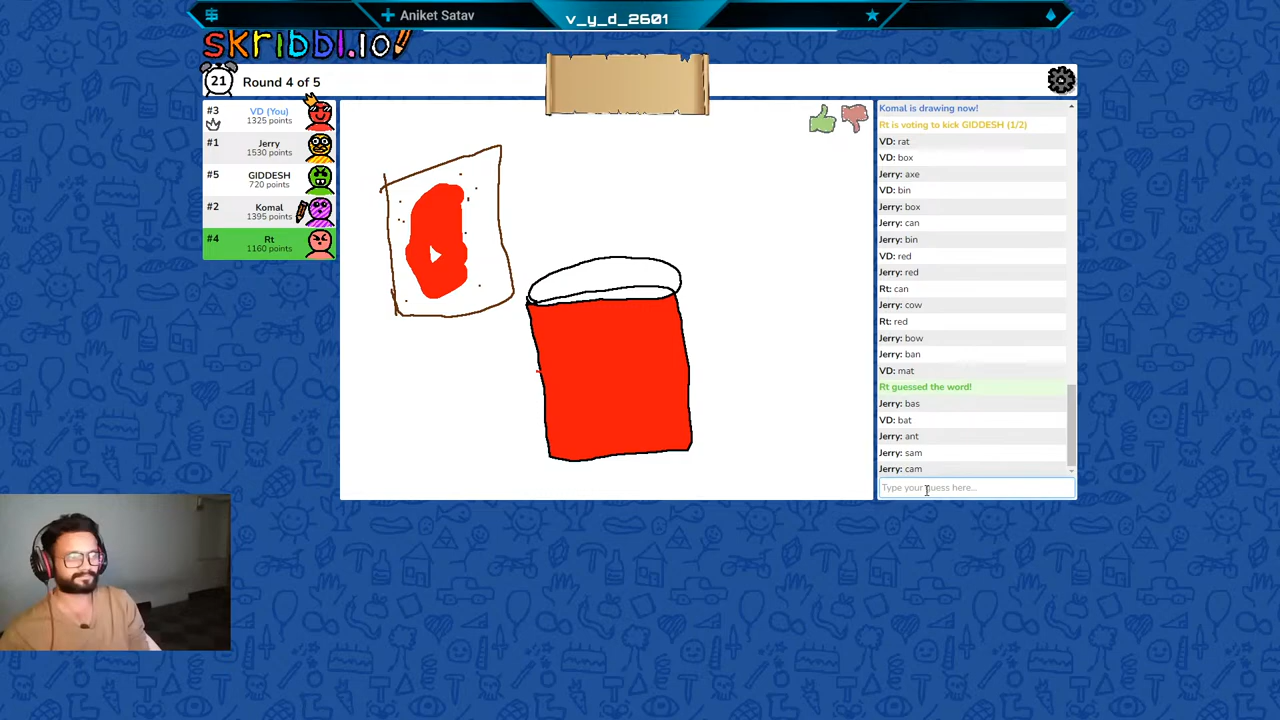 Aniket Satav
v_y_d_2601
skribbl.io
21
Round 4 of 5
#3 VD (You)
1325 points
#1 Jerry
1530 points
#5 GIDDESH
720 points
#2 Komal
1395 points
#4 Rt
1160 points
Komal is drawing now!
Rt is voting to kick GIDDESH (1/2)
VD: rat
VD: box
Jerry: axe
VD: bin
Jerry: box
Jerry: can
Jerry: bin
VD: red
Jerry: red
Rt: can
Jerry: cow
Rt: red
Jerry: bow
Jerry: ban
VD: mat
Rt guessed the word!
Jerry: bas
VD: bat
Jerry: ant
Jerry: sam
Jerry: cam
Type your guess here...